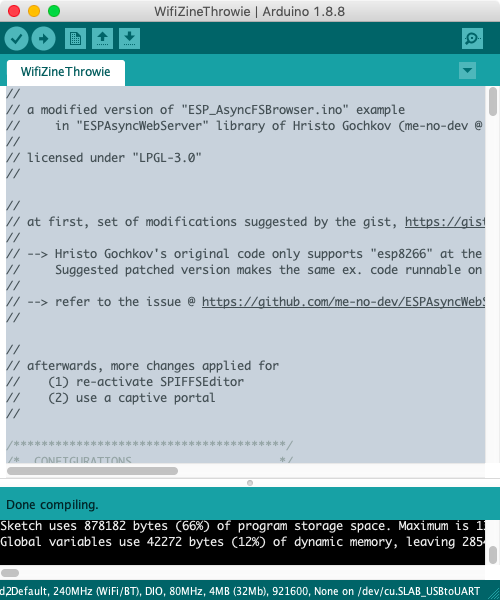 WifiZineThrowie | Arduino 1.8.8
WifiZineThrowie
//
// a modified version of "ESP_AsyncFSBrowser.ino" example
//     in "ESPAsyncWebServer" library of Hristo Gochkov (me-no-dev @
//
// licensed under "LPGL-3.0"
//
//
// at first, set of modifications suggested by the gist, https://gist
//
// --> Hristo Gochkov's original code only supports "esp8266" at the
//     Suggested patched version makes the same ex. code runnable on
//
// --> refer to the issue @ https://github.com/me-no-dev/ESPAsyncWebS
//
//
// afterwards, more changes applied for
//    (1) re-activate SPIFFSEditor
//    (2) use a captive portal
//
/***************************************/
/*  CONFIGURATIONS                     */
Done compiling.
Sketch uses 878182 bytes (66%) of program storage space. Maximum is 13
Global variables use 42272 bytes (12%) of dynamic memory, leaving 2854
Default, 240MHz (WiFi/BT), DIO, 80MHz, 4MB (32Mb), 921600, None on /dev/cu.SLAB_USBtoUART